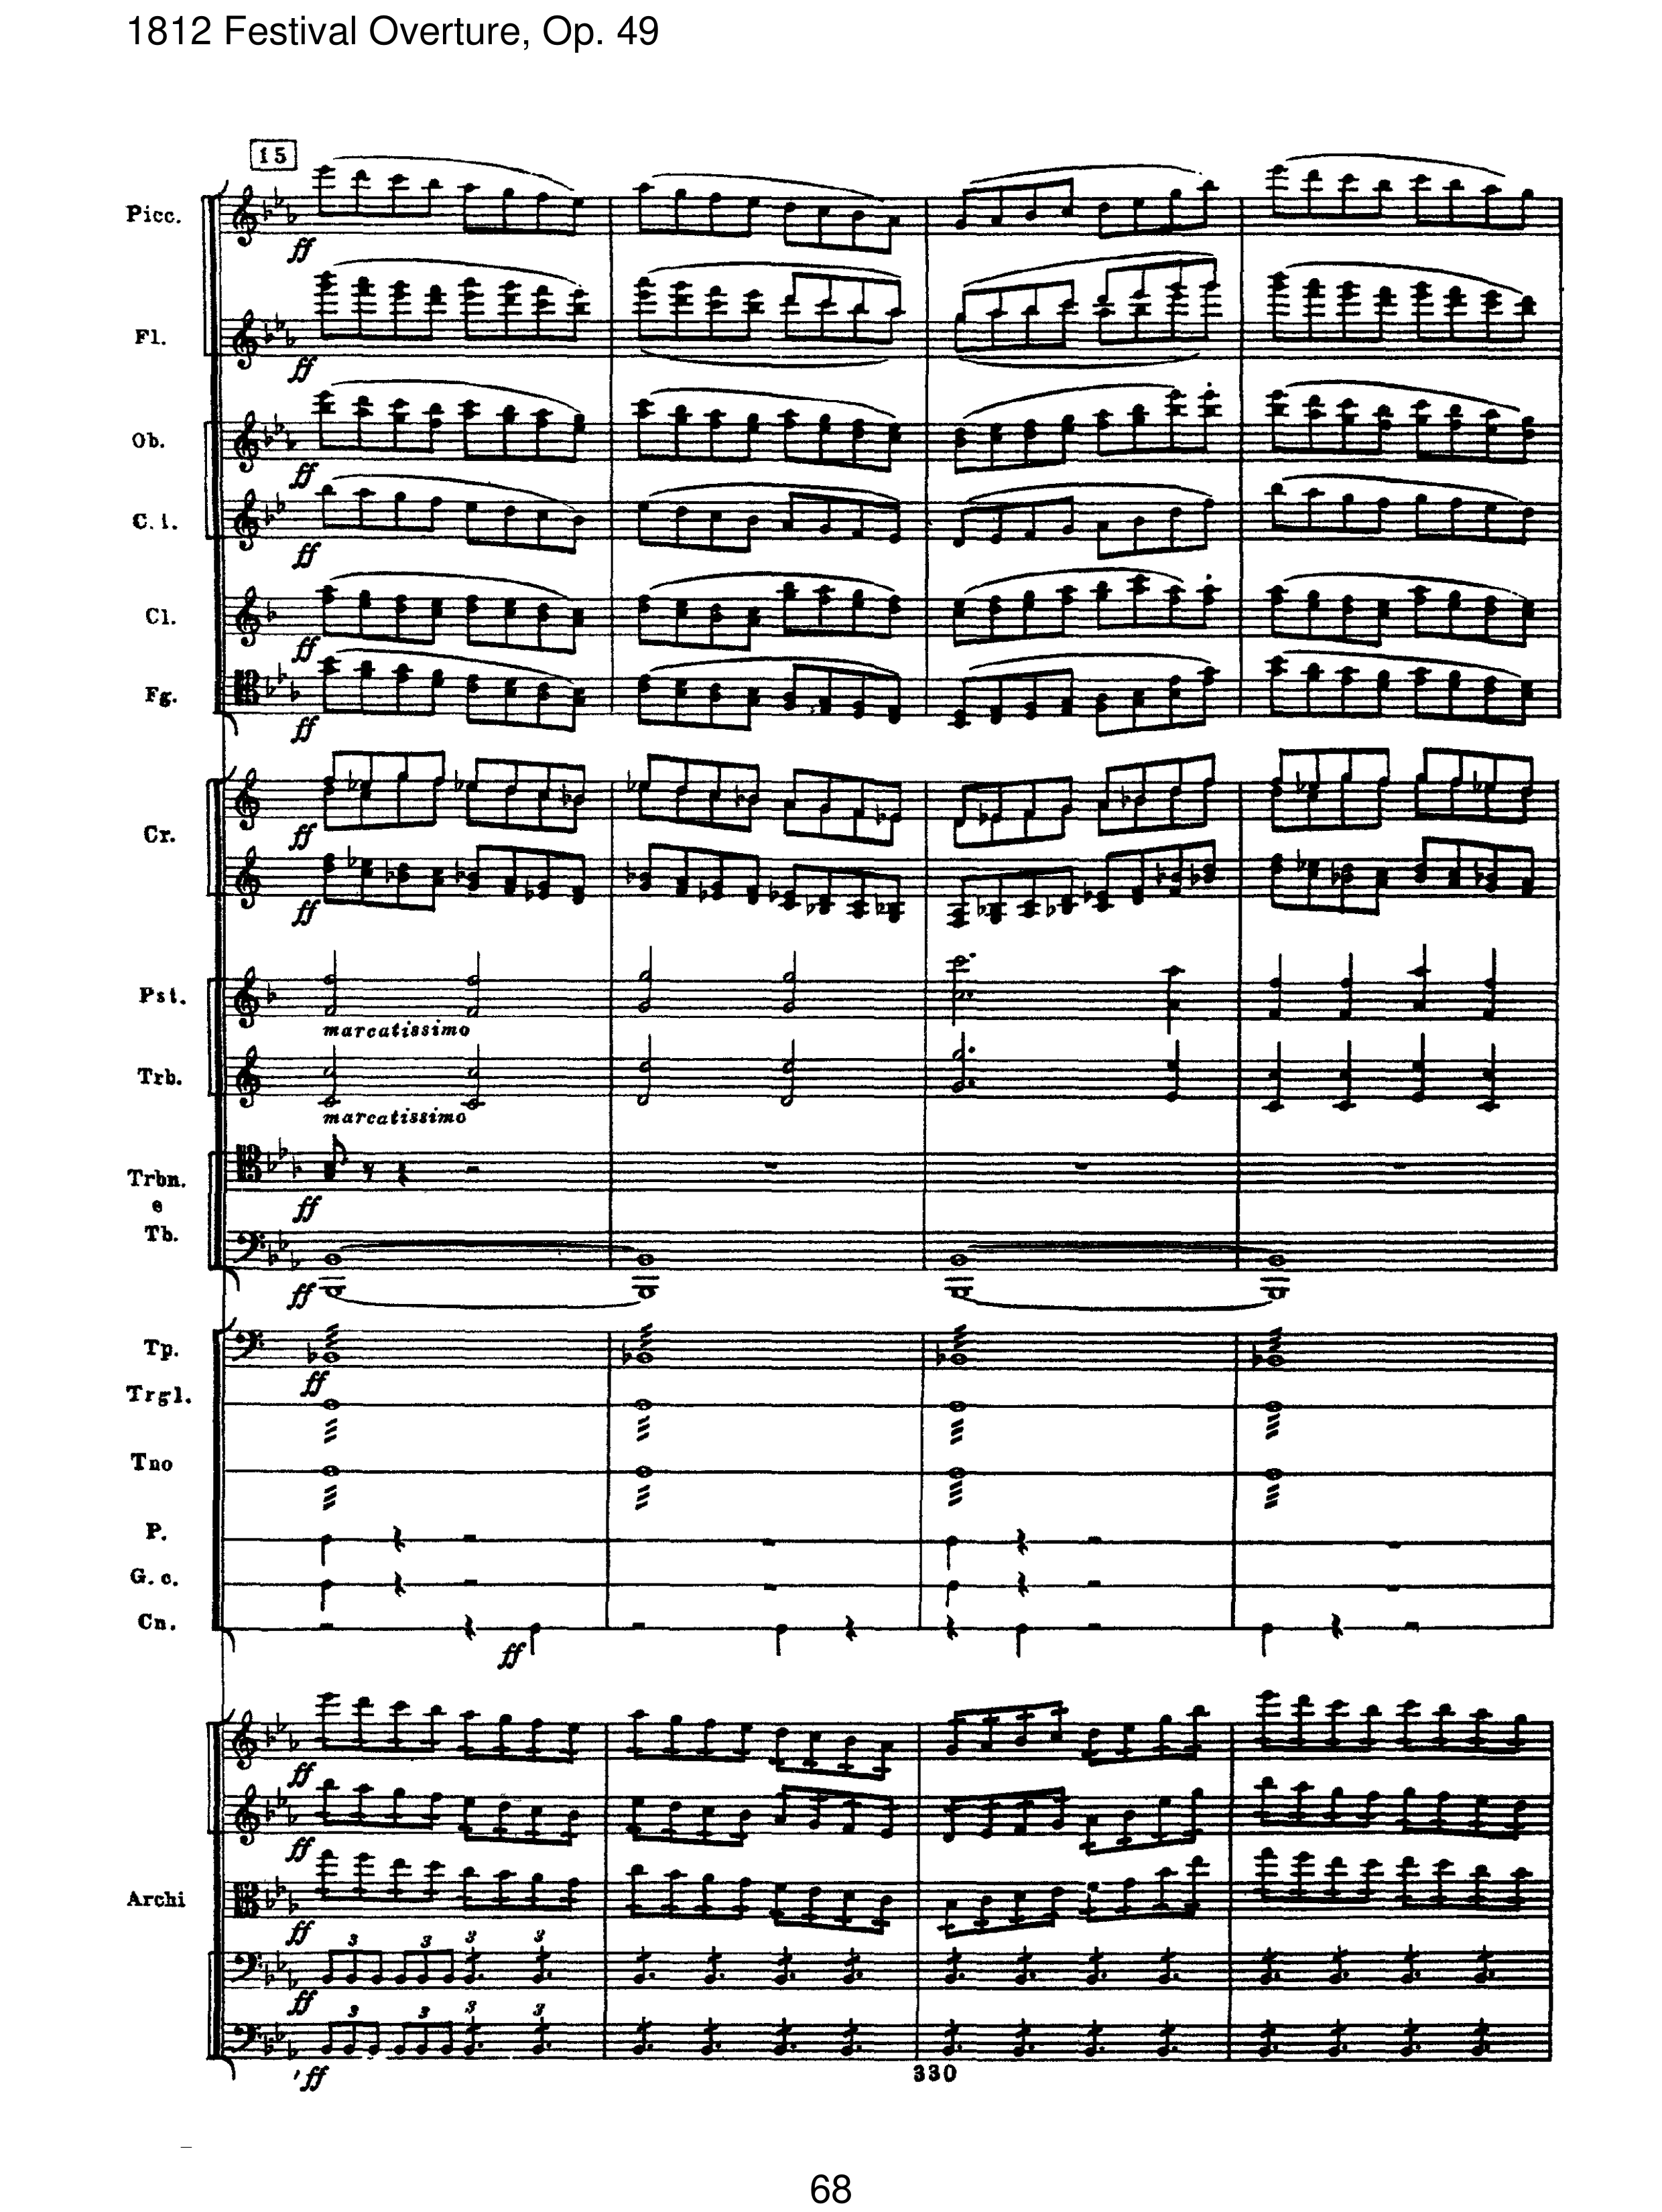 1812 Festival Overture, Op. 49
15
Picc.
ff
Fl.
ff
Ob.
ff
C. i.
ff
Cl.
ff
Fg.
ff
Cr.
ff
ff
Pst.
marcatissimo
Trb.
marcatissimo
Trbn.
e
Tb.
ff
ff
Tp.
ff
Trgl.
Tno
P.
G. c.
Cn.
ff
ff
ff
Archi
ff
3 3 3 3
ff
3 3 3 3
ff
330
68